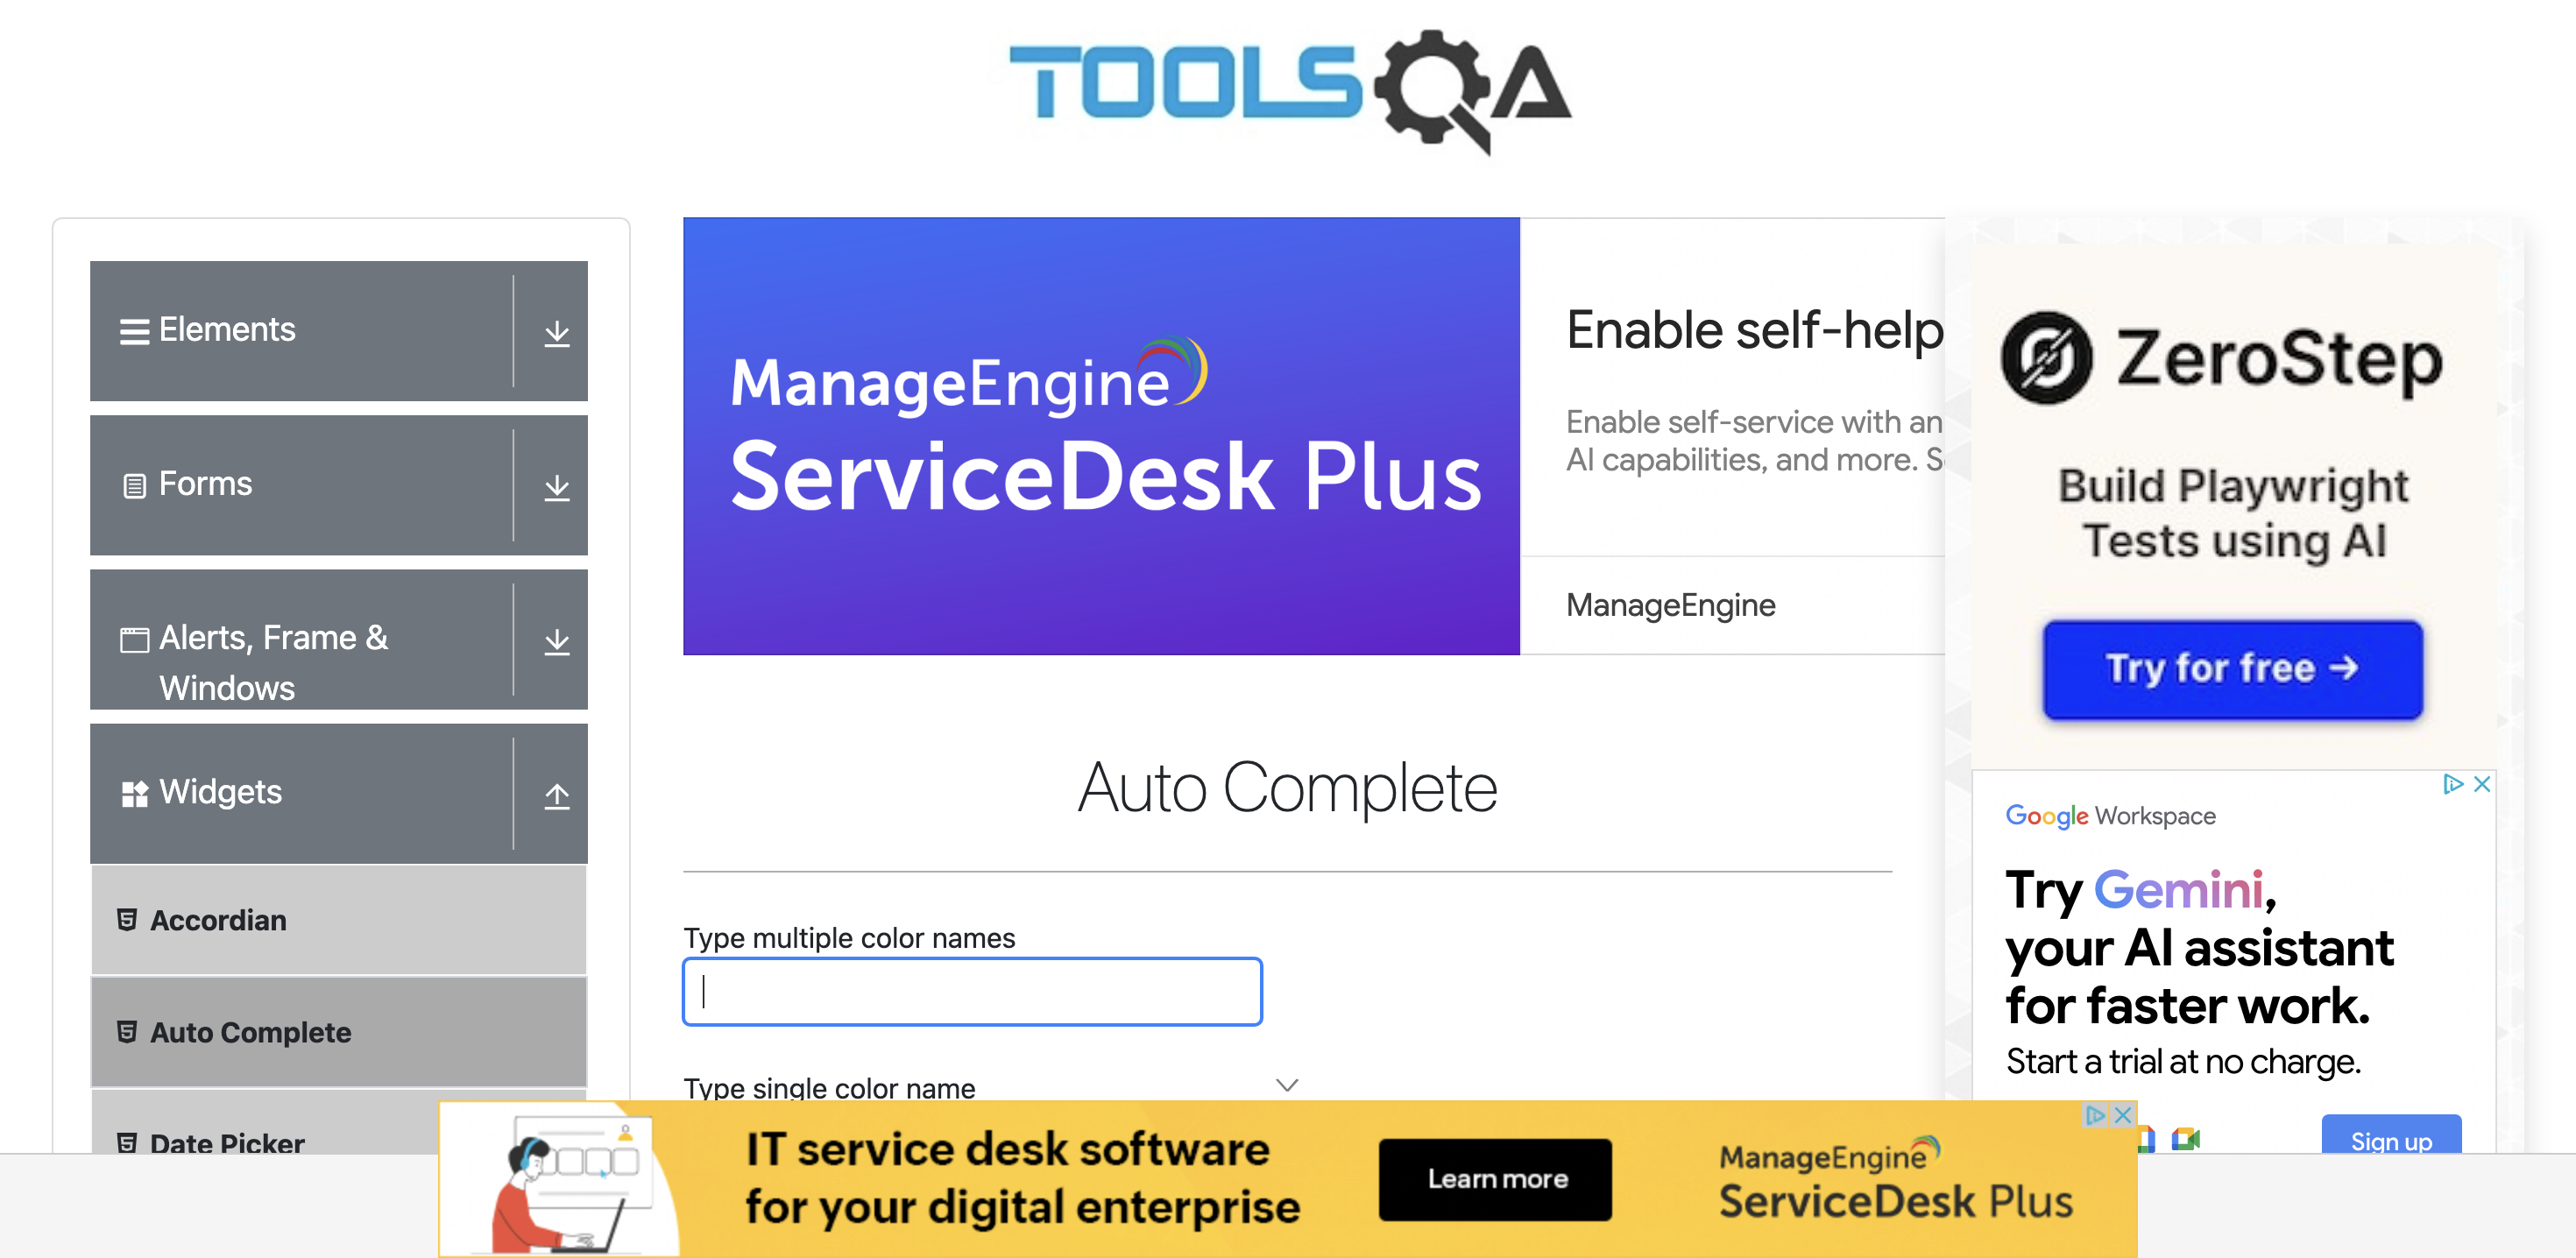 TOOLSQA
Elements
Forms
Alerts, Frame &
Windows
Widgets
Accordian
Auto Complete
Date Picker
ManageEngine
ServiceDesk Plus
Enable self-help
Enable self-service with an
AI capabilities, and more. S
ManageEngine
Auto Complete
Type multiple color names
Type single color name
ZeroStep
Build Playwright
Tests using AI
Try for free →
Google Workspace
Try Gemini,
your AI assistant
for faster work.
Start a trial at no charge.
Sign up
IT service desk software
for your digital enterprise
Learn more
ManageEngine
ServiceDesk Plus